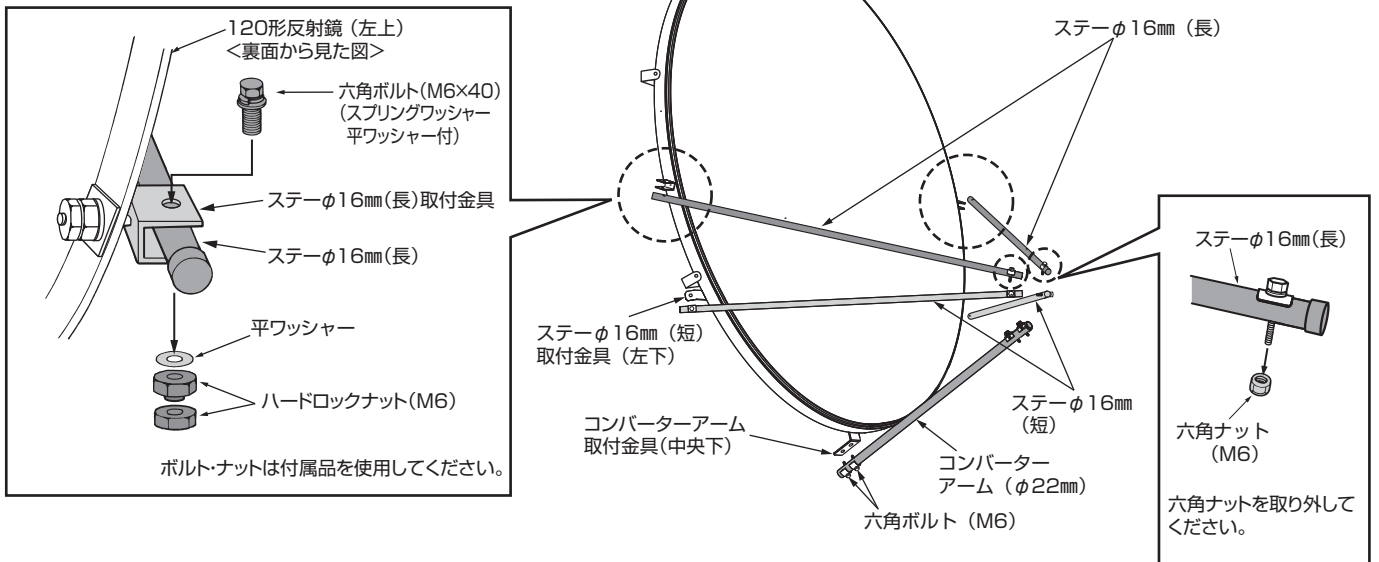 120形反射鏡（左上）
＜裏面から見た図＞
六角ボルト(M6×40)
（スプリングワッシャー
平ワッシャー付）
ステーφ16㎜(長)取付金具
ステーφ16㎜(長)
平ワッシャー
ハードロックナット(M6)
ボルト・ナットは付属品を使用してください。
ステーφ16㎜（長）
ステーφ16㎜（短）
取付金具（左下）
コンバーターアーム
取付金具(中央下)
ステーφ16㎜
（短）
コンバーター
アーム（φ22㎜）
六角ボルト（M6）
ステーφ16㎜(長)
六角ナット
（M6）
六角ナットを取り外して
ください。